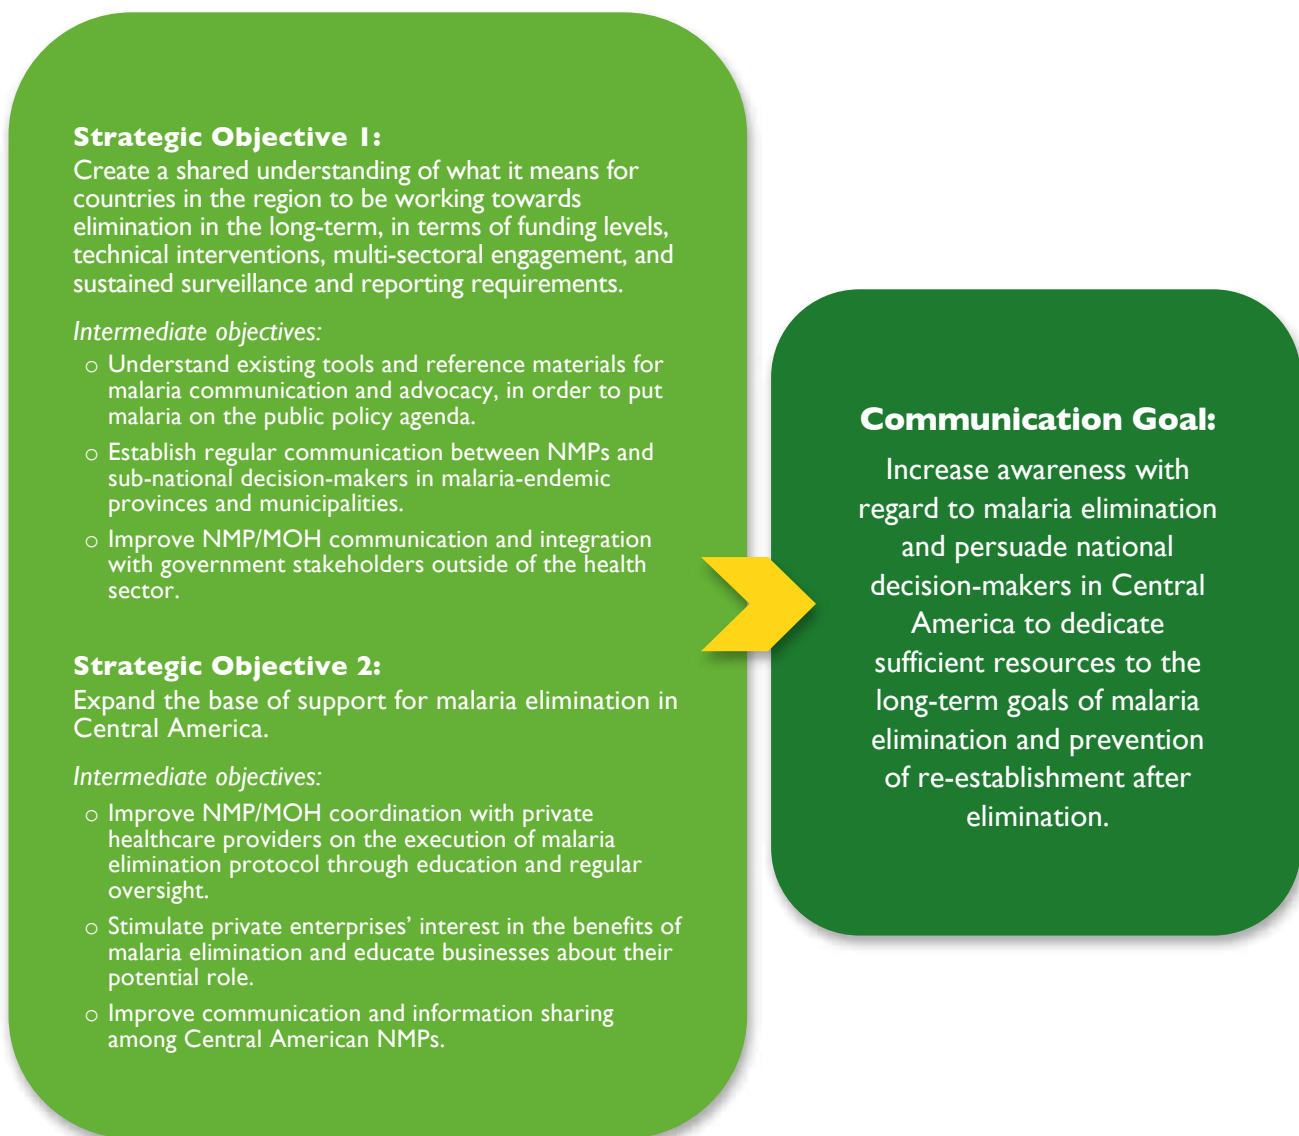 Strategic Objective 1:
Create a shared understanding of what it means for
countries in the region to be working towards
elimination in the long-term, in terms of funding levels,
technical interventions, multi-sectoral engagement, and
sustained surveillance and reporting requirements.
Intermediate objectives:
o Understand existing tools and reference materials for
malaria communication and advocacy, in order to put
malaria on the public policy agenda.
o Establish regular communication between NMPs and
sub-national decision-makers in malaria-endemic
provinces and municipalities.
o Improve NMP/MOH communication and integration
with government stakeholders outside of the health
sector.
Strategic Objective 2:
Expand the base of support for malaria elimination in
Central America.
Intermediate objectives:
o Improve NMP/MOH coordination with private
healthcare providers on the execution of malaria
elimination protocol through education and regular
oversight.
o Stimulate private enterprises’ interest in the benefits of
malaria elimination and educate businesses about their
potential role.
o Improve communication and information sharing
among Central American NMPs.
Communication Goal:
Increase awareness with
regard to malaria elimination
and persuade national
decision-makers in Central
America to dedicate
sufficient resources to the
long-term goals of malaria
elimination and prevention
of re-establishment after
elimination.